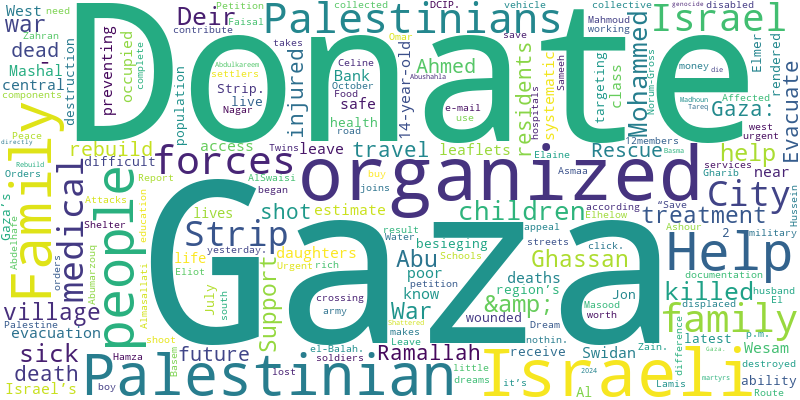 Donate
Gaza
organized
Help
Israeli
Palestinian
Family
people
Palestinians
Israel
forces
City
Strip
family
medical
children
help
killed
treatment
Mohammed
Evacuate
Rescue
travel
residents
Ahmed
injured
Deir
war
dead
-
West
need
Zahran
contribute
Petition
Faisal
collected
DCIP.
vehicle
collective
disabled
genocide
Mashal
central
destruction
preventing
occupied
complete
components
Peace
directly
population
Abdulkareem
settlers
Strip.
live
Nagar
takes
Celine
Bank
October
Food
safe
health
road
Omar
save
Abushahla
14-year-old
e-mail
use
hospitals
Mahmoud
working
Sameeh
systematic
targeting
class
Norum-Gross
money
die
Gaza:
Madhoun
Tareq
Affected
west
urgent
Elmer
rendered
rebuild
difficult
access
Twins
leave
leaflets
Elaine
Asmaa
12members
Basma
services
near
Rebuild
Orders
Gaza's
Abdelhare
Report
AlSwaisi
began
joins
buy
according
"Save
Gharib
Hussein
village
evacuation
Palestine
orders
Shelter
Attacks
Abumarzouq
Almasallati
education
lives
yesterday.
shot
estimate
daughters
life
Urgent
rich
Eliot
July
south
Support
result
Water
besieging
Abu
poor
know
War
petition
crossing
army
makes
Leave
Shattered
Schools
region's
deaths
&amp;
wounded
Ghassan
appeal
Elhelow
streets
click.
Jon
Masood
worth
Ashour
2
military
documentation
husband
El
displaced
difference
latest
p.m.
Wesam
destroyed
ability
Route
Lamis
martyrs
Gaza.
Zain.
Swidan
Al
2024
Dream
nothin.
receive
it's
little
dreams
Ramallah
el-Balah.
soldiers
lost
future
Hamza
Basem
shoot
boy
sick
death
Israel's